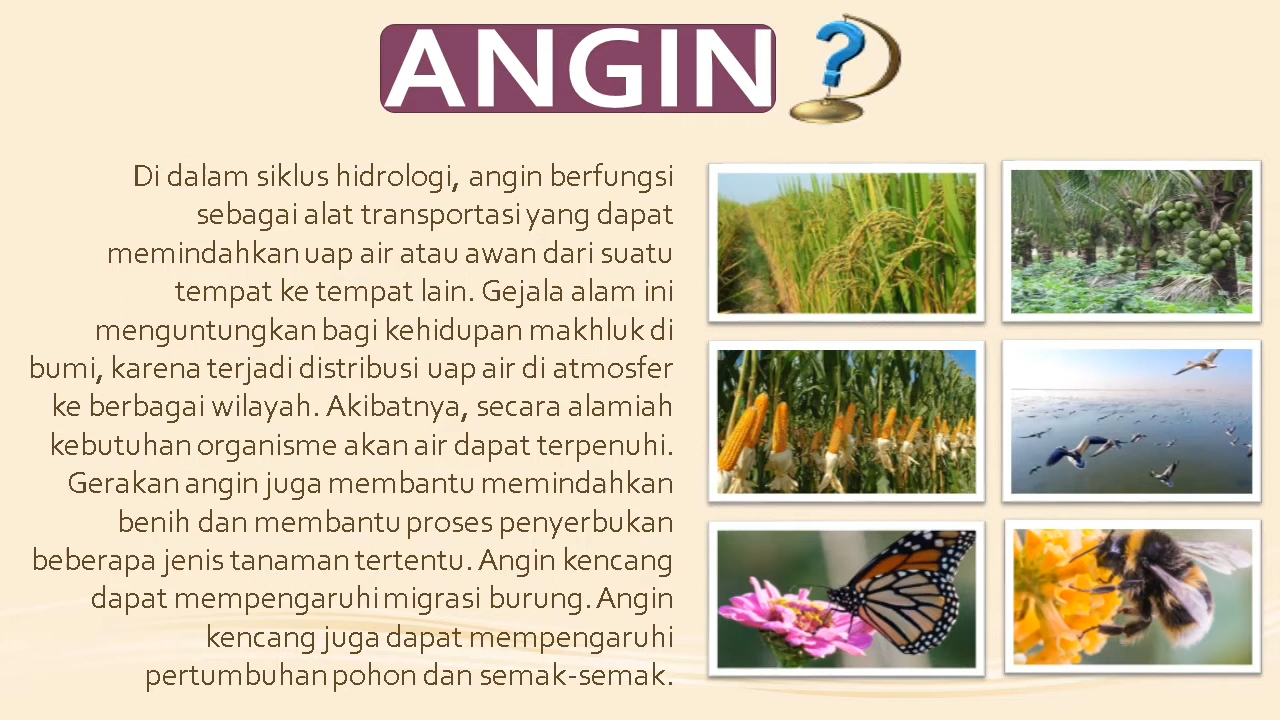 ANGIN
?
Di dalam siklus hidrologi, angin berfungsi
sebagai alat transportasi yang dapat
memindahkan uap air atau awan dari suatu
tempat ke tempat lain. Gejala alam ini
menguntungkan bagi kehidupan makhluk di
bumi, karena terjadi distribusi uap air di atmosfer
ke berbagai wilayah. Akibatnya, secara alamiah
kebutuhan organisme akan air dapat terpenuhi.
Gerakan angin juga membantu memindahkan
benih dan membantu proses penyerbukan
beberapa jenis tanaman tertentu. Angin kencang
dapat mempengaruhi migrasi burung. Angin
kencang juga dapat mempengaruhi
pertumbuhan pohon dan semak-semak.